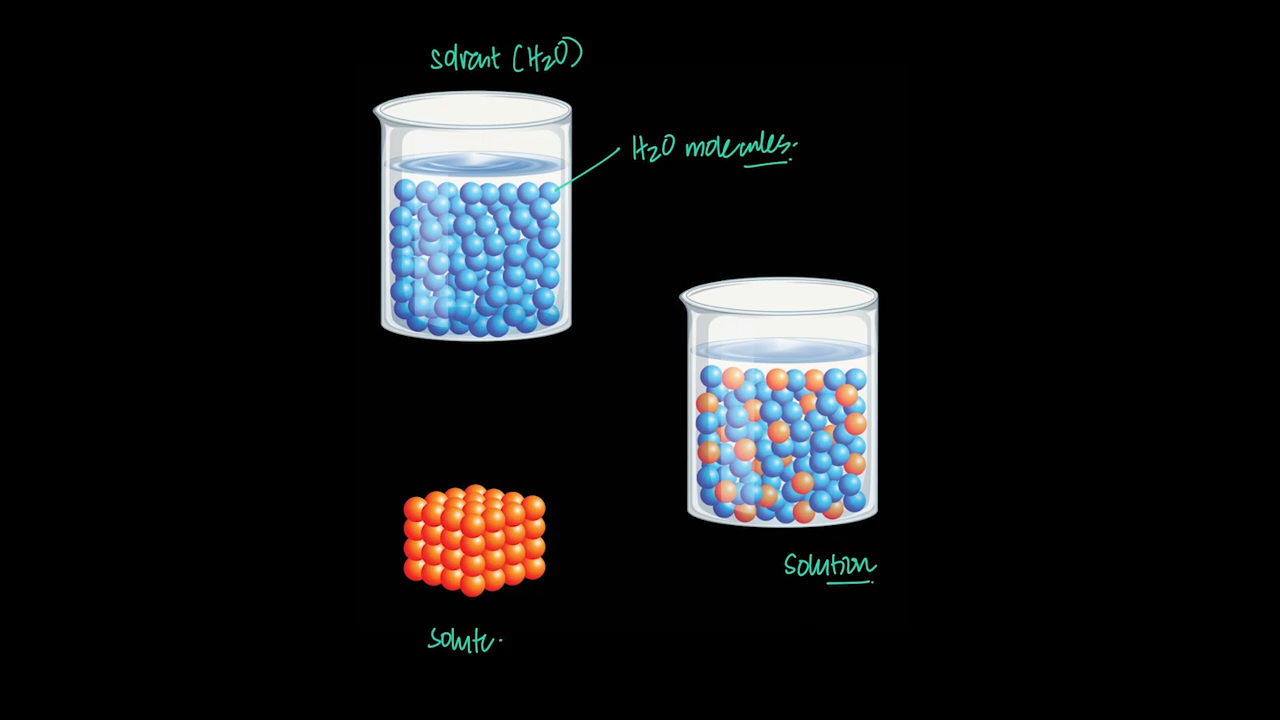 solvent (H2O)
H2O molecules.
solution.
solute.